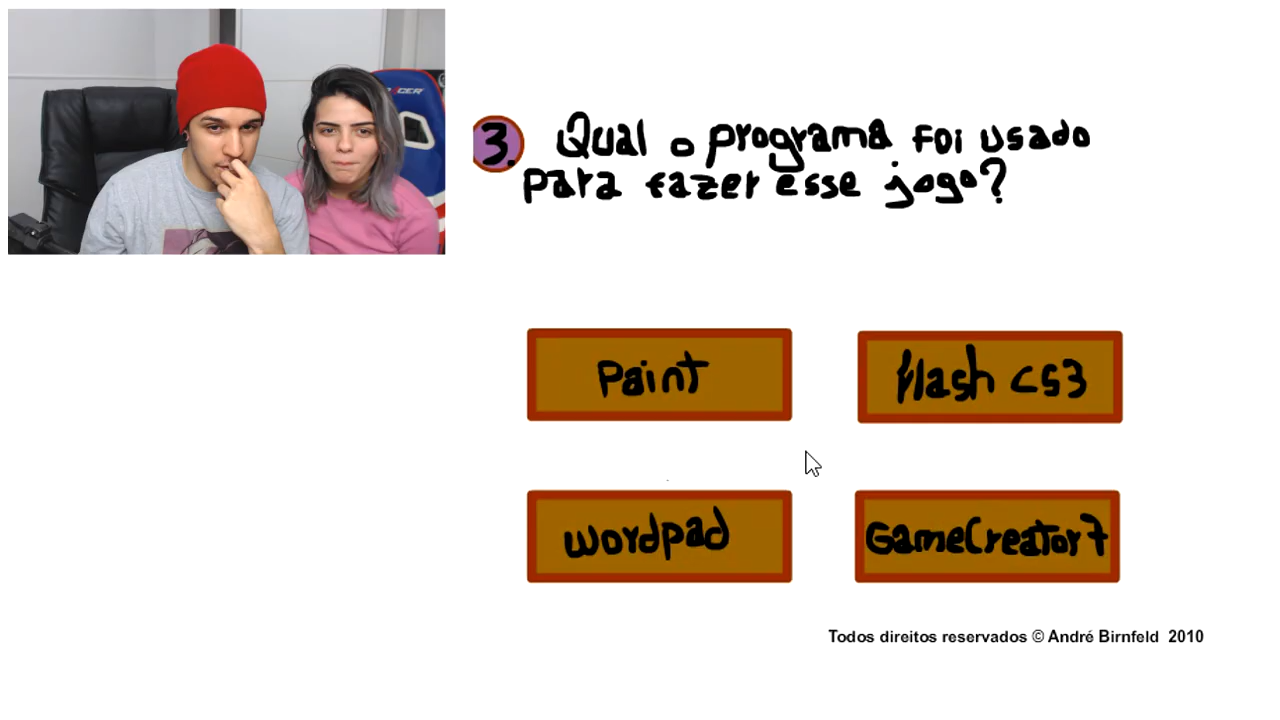 3. Qual o programa foi usado
para fazer esse jogo?
Paint
flash CS3
wordpad
GameCreator7
Todos direitos reservados © André Birnfeld 2010